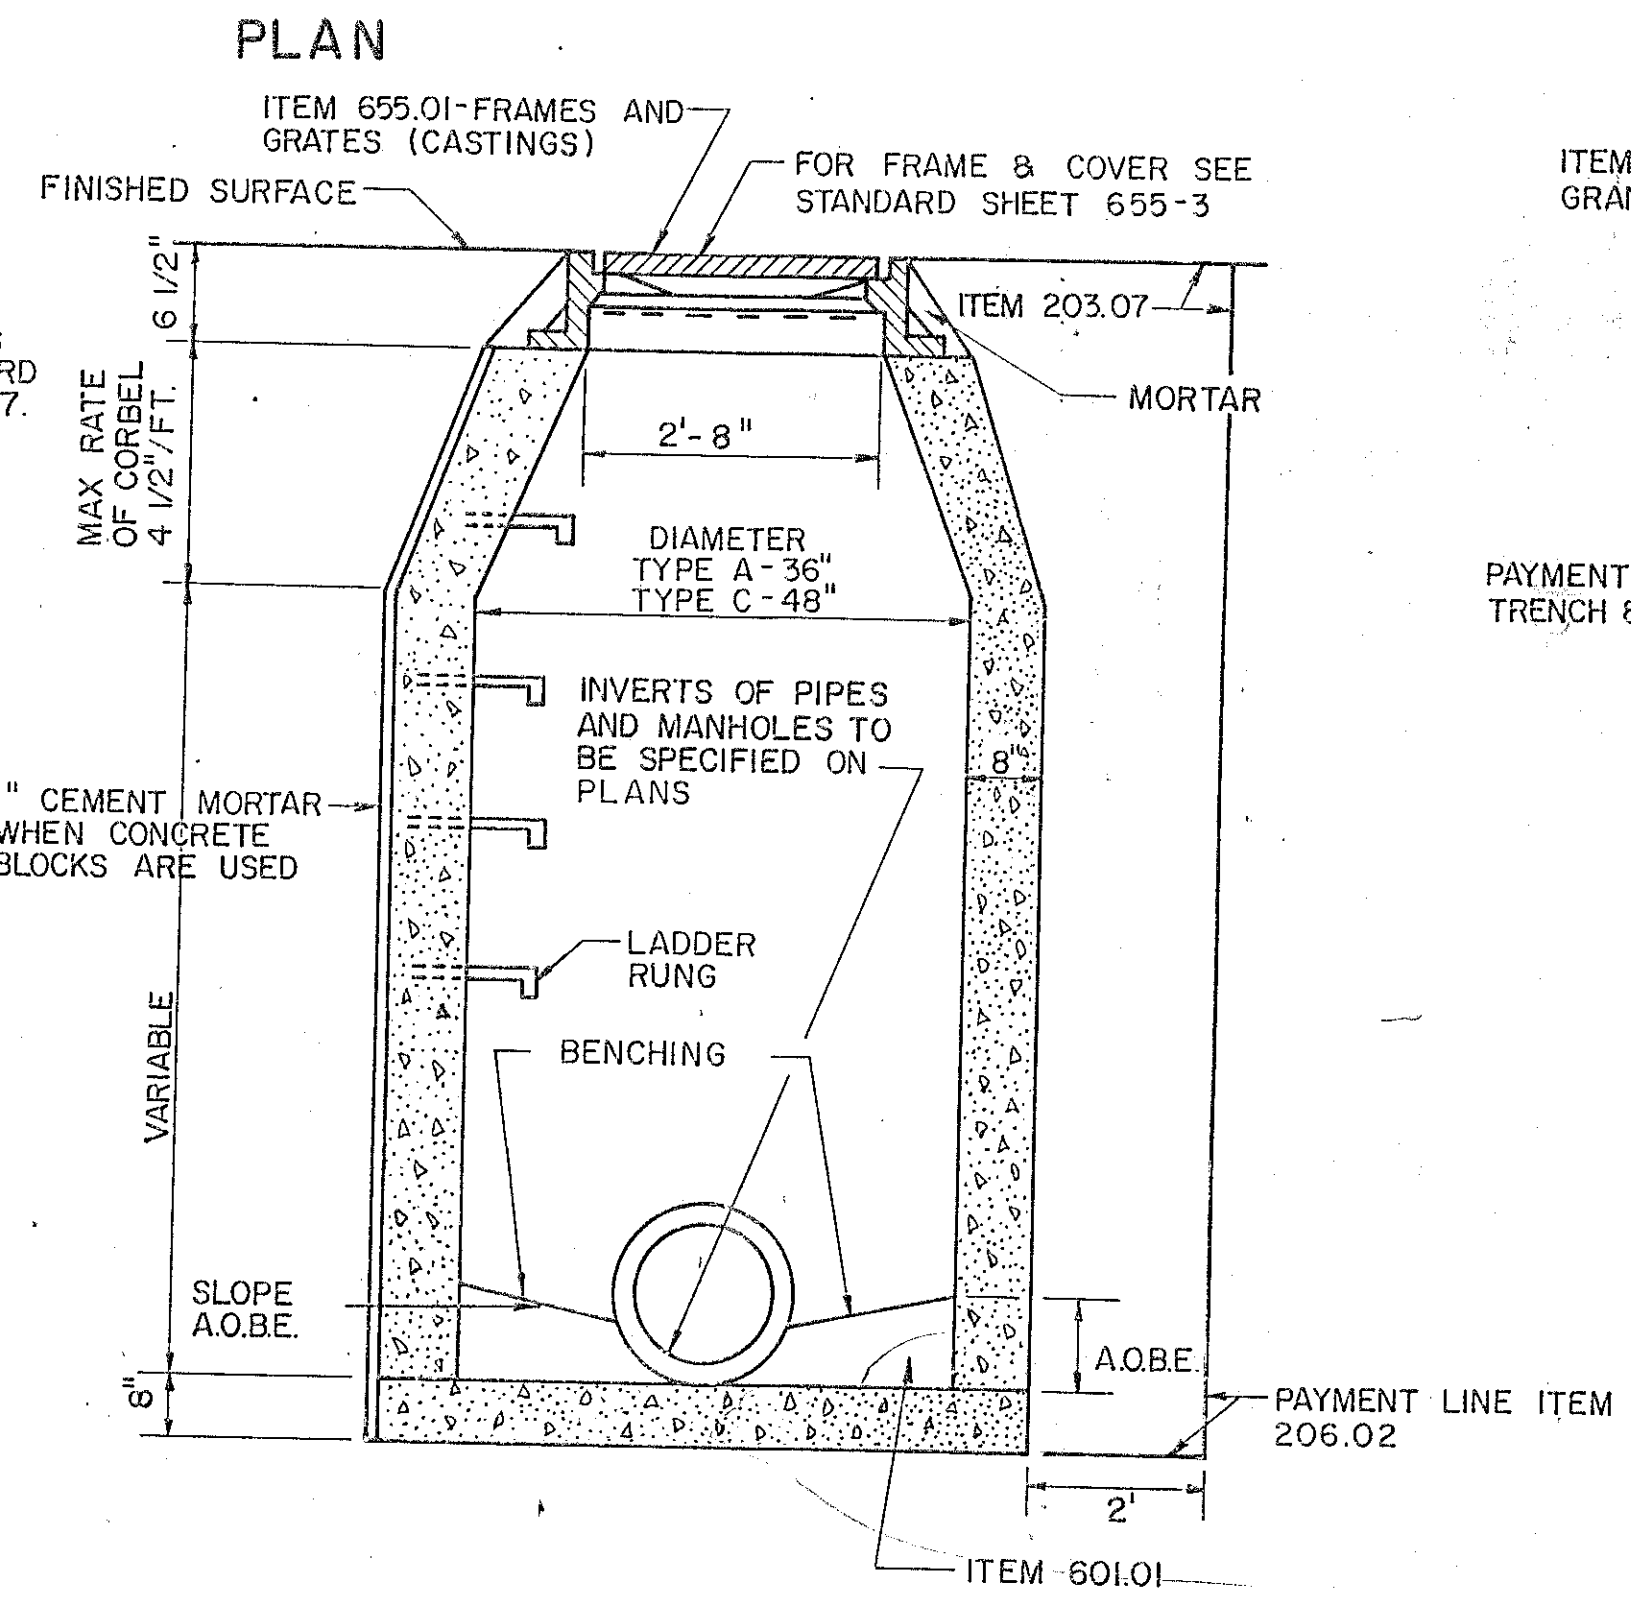 PLAN
ITEM 655.01-FRAMES AND
GRATES (CASTINGS)
FOR FRAME & COVER SEE
STANDARD SHEET 655-3
ITEM
FINISHED SURFACE
6 1/2"
ITEM 203.07
RD
7.
MAX RATE
OF CORBEL
4 1/2"/FT.
MORTAR
2'-8"
DIAMETER
TYPE A-36"
TYPE C-48"
PAYMENT
TRENCH &
INVERTS OF PIPES
AND MANHOLES TO
BE SPECIFIED ON
PLANS
8"
" CEMENT MORTAR
WHEN CONCRETE
BLOCKS ARE USED
LADDER
RUNG
VARIABLE
BENCHING
SLOPE
A.O.B.E.
A.O.B.E.
8"
PAYMENT LINE ITEM
206.02
2'
ITEM 601.01